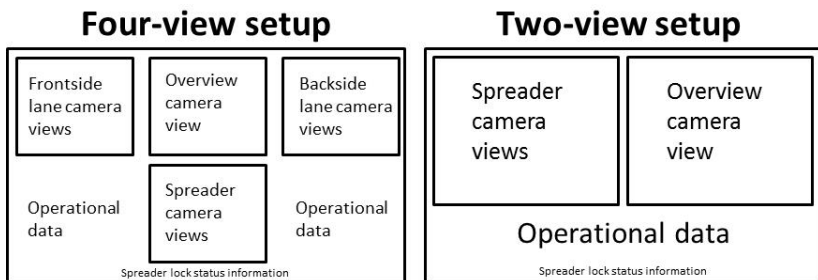 Four-view setup
Frontside
lane camera
views
Overview
camera
view
Backside
lane camera
views
Operational
data
Spreader
camera
views
Operational
data
Spreader lock status information
Two-view setup
Spreader
camera
views
Overview
camera
view
Operational data
Spreader lock status information